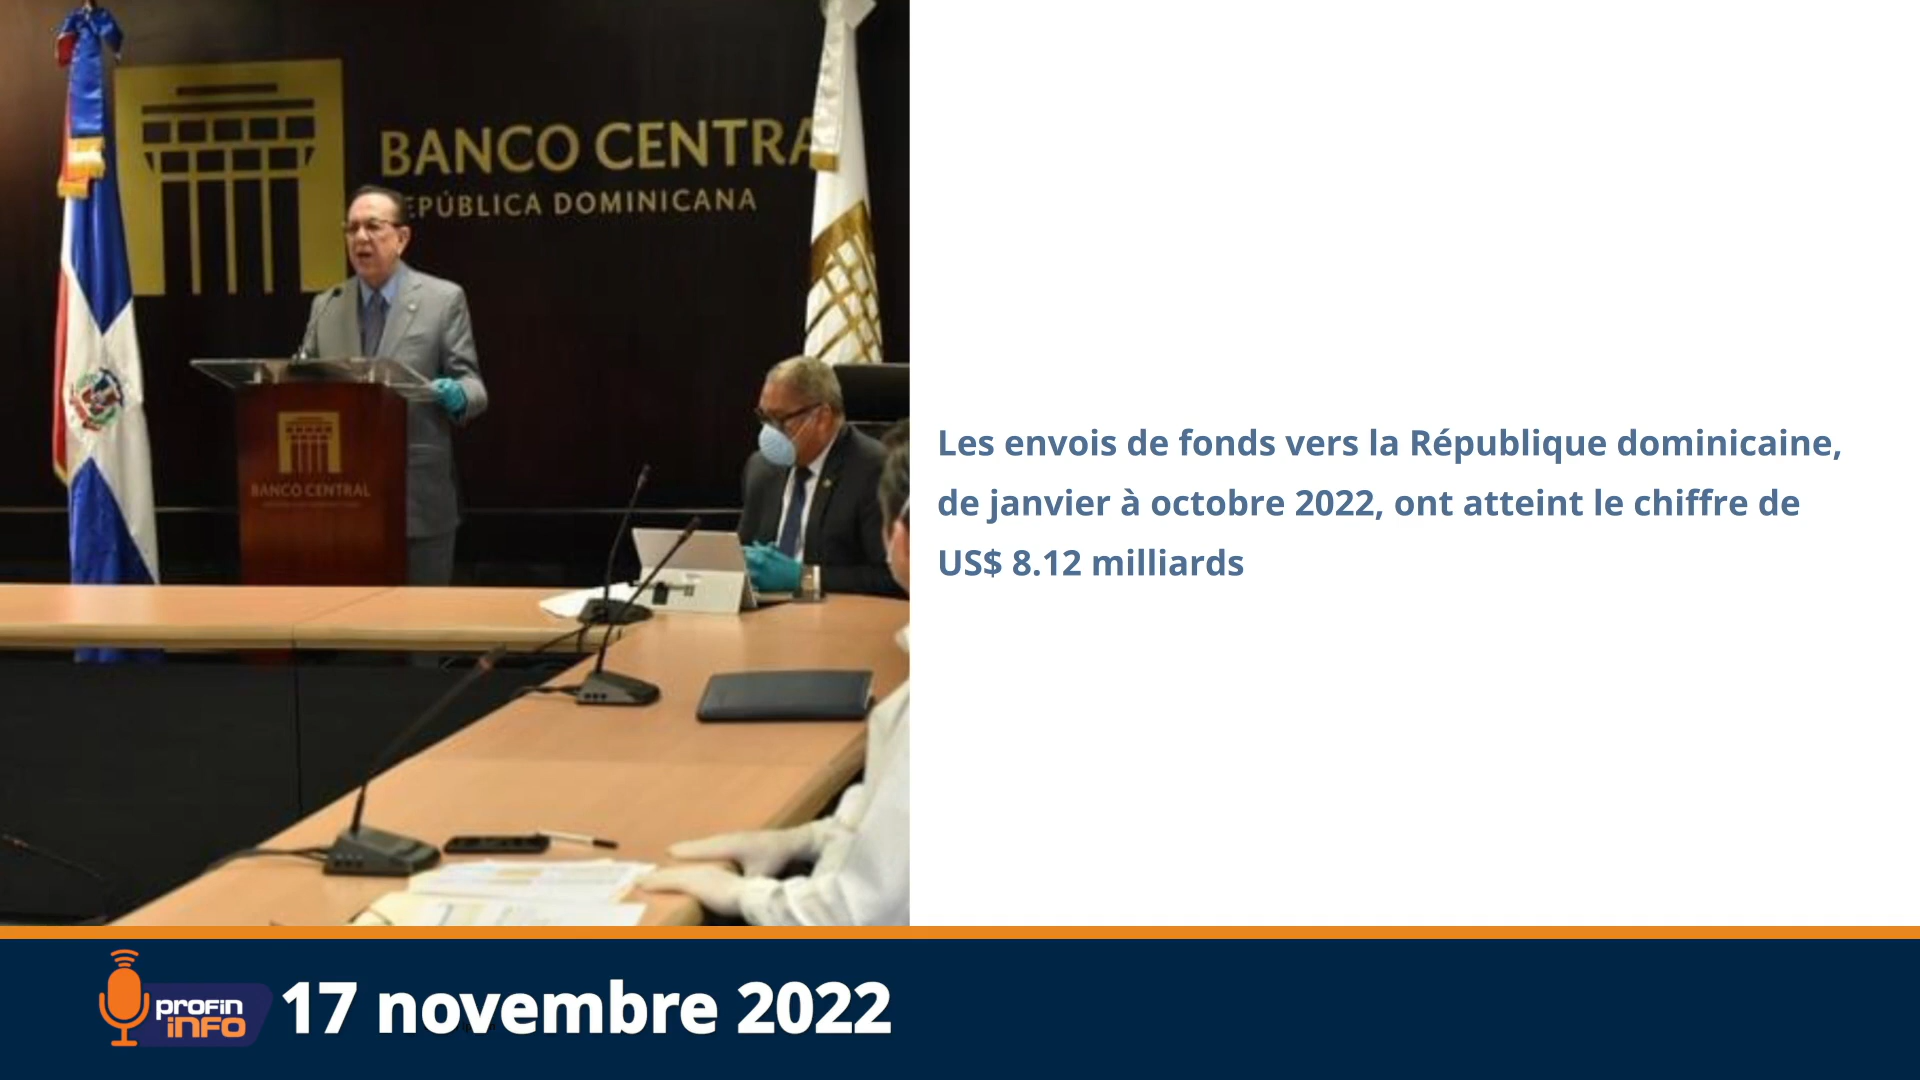 BANCO CENTRA
EPÚBLICA DOMINICANA
BANCO CENTRAL
Les envois de fonds vers la République dominicaine,
de janvier à octobre 2022, ont atteint le chiffre de
US$ 8.12 milliards
profin
info
17 novembre 2022